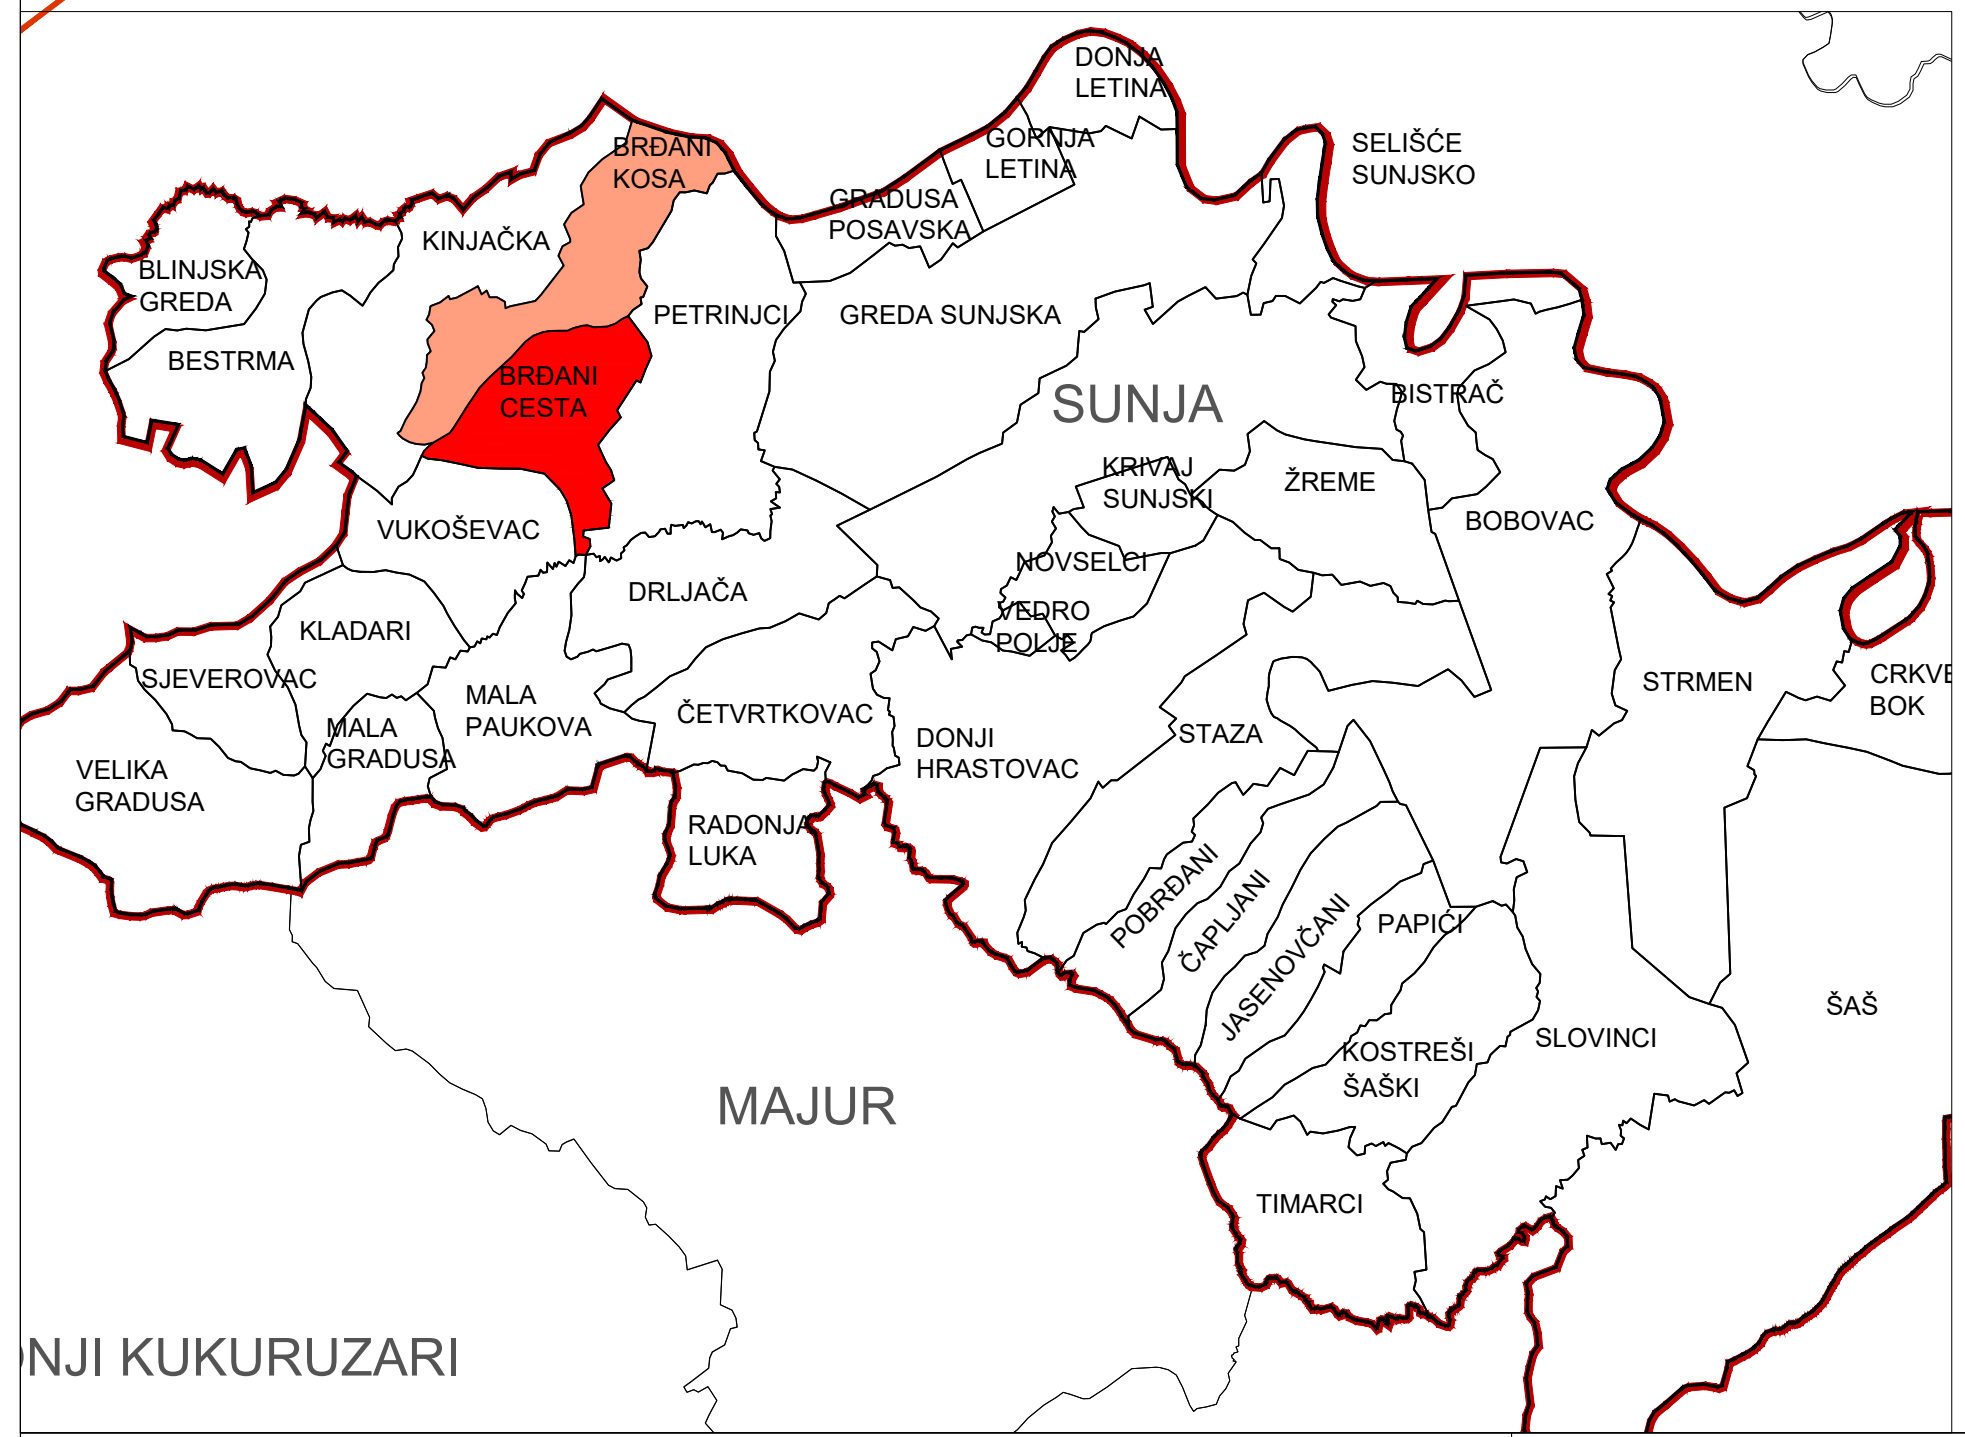 DONJA
LETINA
GORNJA
LETINA
SELIŠĆE
SUNJSKO
BRĐANI
KOSA
GRADUSA
POSAVSKA
KINJAČKA
BLINJSKA
GREDA
PETRINJCI
GREDA SUNJSKA
BESTRMA
BRĐANI
CESTA
SUNJA
BISTRAČ
KRIVAJ
SUNJSKI
ŽREME
BOBOVAC
VUKOŠEVAC
NOVSELCI
DRLJAČA
VEDRO
POLJE
KLADARI
SJEVEROVAC
STRMEN
CRKVE
BOK
MALA
PAUKOVA
ČETVRTKOVAC
MALA
GRADUSA
DONJI
HRASTOVAC
STAZA
VELIKA
GRADUSA
RADONJA
LUKA
POBRĐANI
ČAPLJANI
JASENOVČANI
PAPIĆI
ŠAŠ
KOSTREŠI
ŠAŠKI
SLOVINCI
MAJUR
TIMARCI
NJI KUKURUZARI